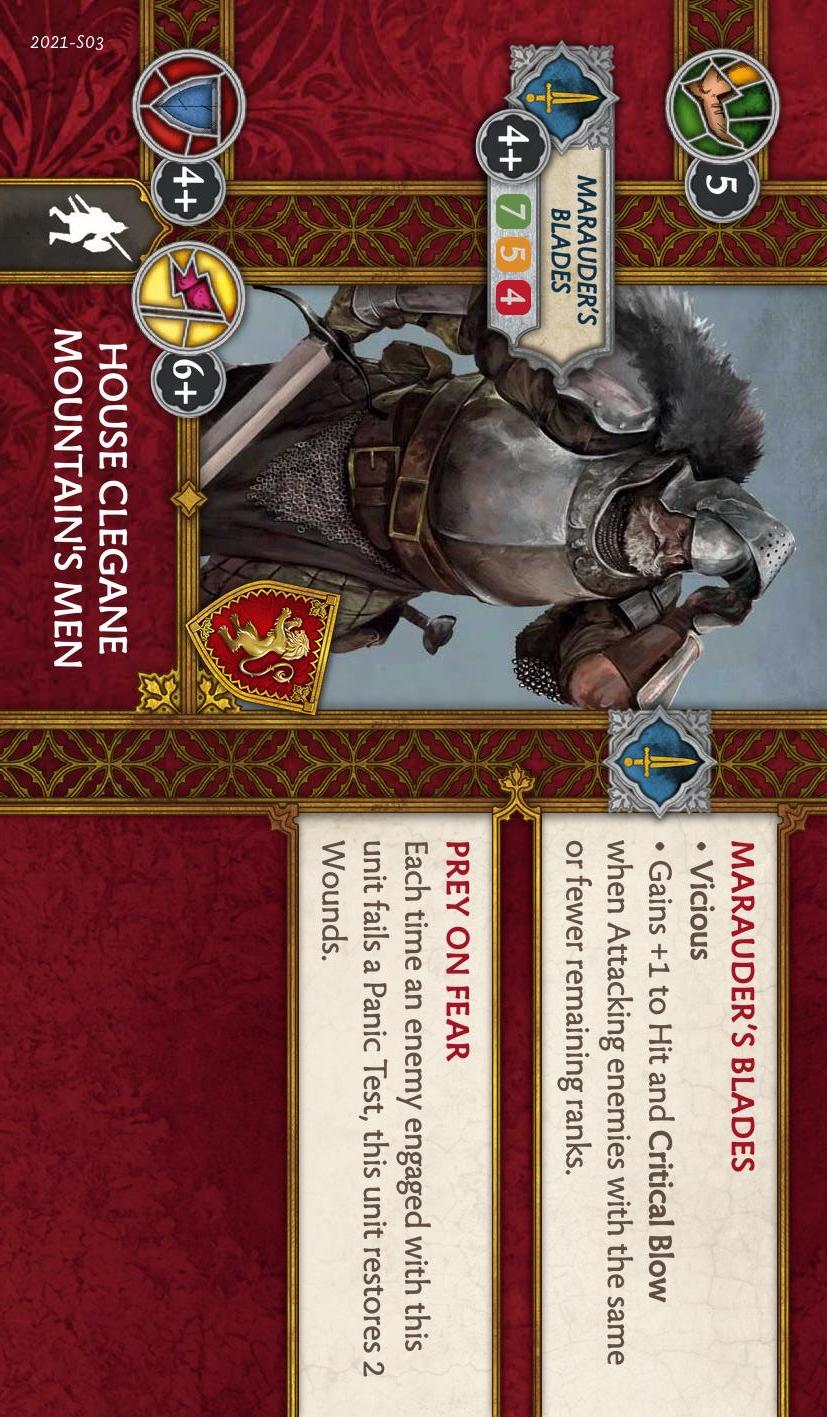 5
MARAUDER'S
BLADES
4+
7 5 4
4+
6+
HOUSE CLEGANE
MOUNTAIN'S MEN
2021-S03
MARAUDER'S BLADES
• Vicious
• Gains +1 to Hit and Critical Blow
when Attacking enemies with the same
or fewer remaining ranks.
PREY ON FEAR
Each time an enemy engaged with this
unit fails a Panic Test, this unit restores 2
Wounds.